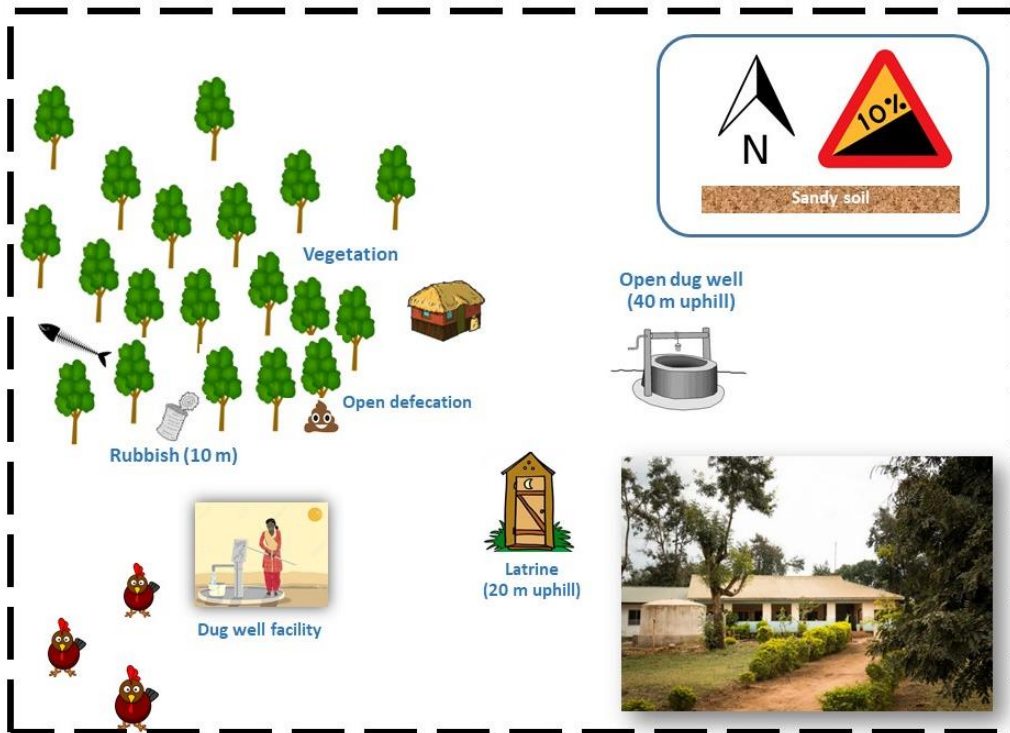 N
10%
Sandy soil
Vegetation
Open dug well
(40 m uphill)
Open defecation
Rubbish (10 m)
Latrine
(20 m uphill)
Dug well facility